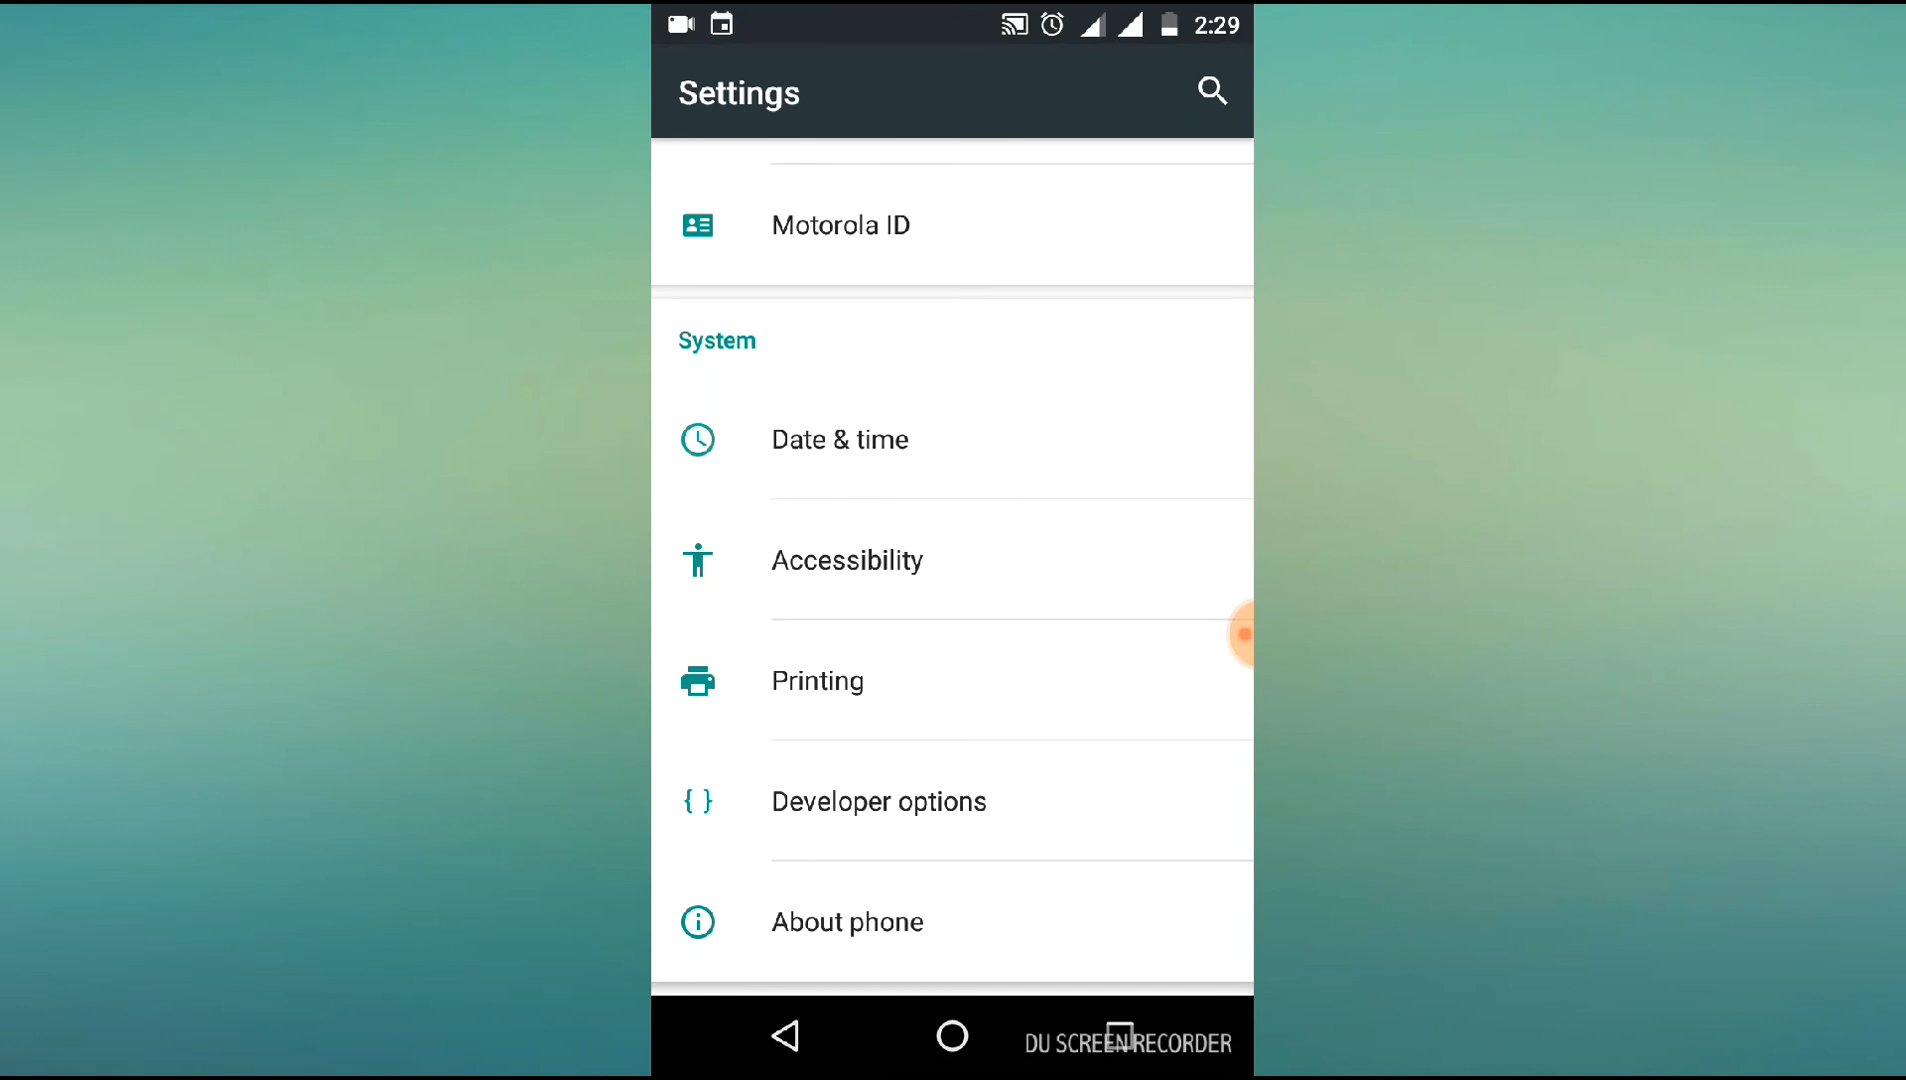 2:29
Settings
Motorola ID
System
Date & time
Accessibility
Printing
Developer options
About phone
DU SCREEN RECORDER